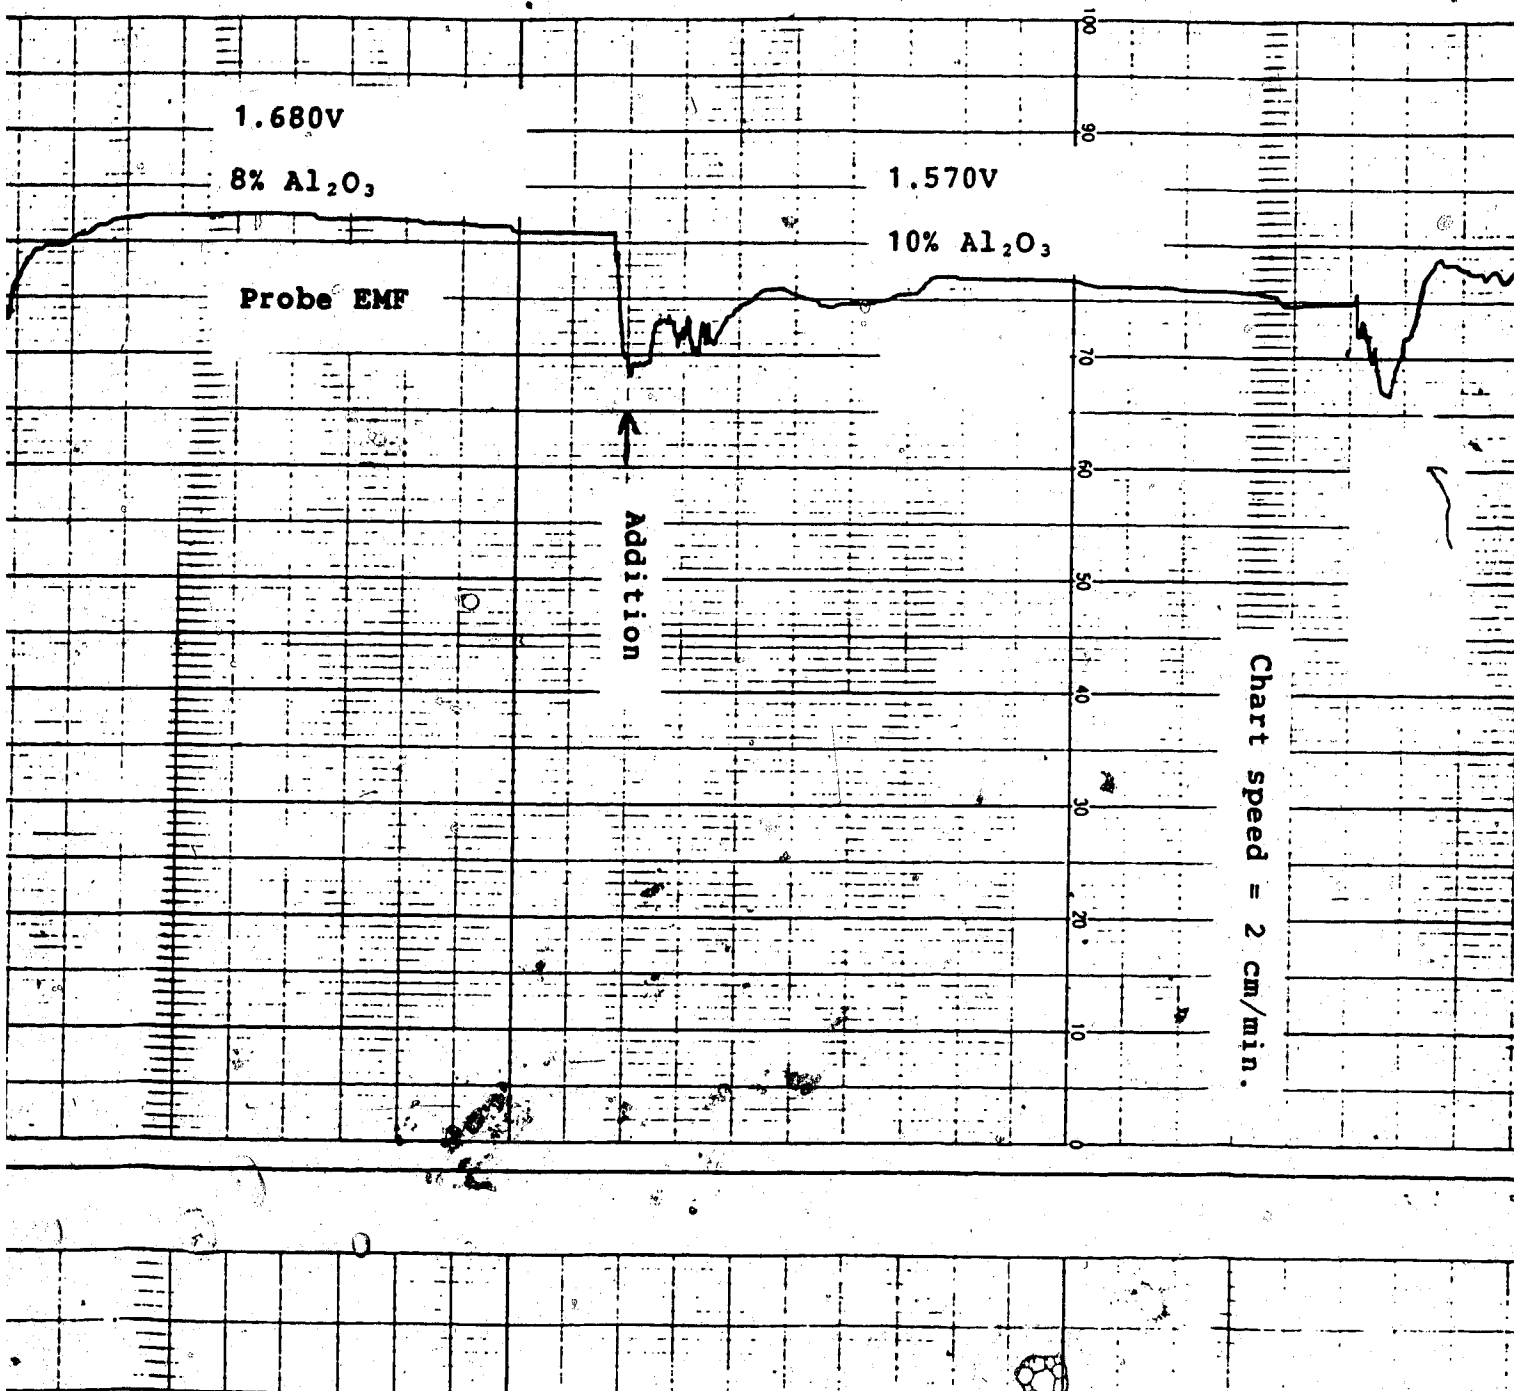 1.680V
8% Al₂O₃
Probe EMF
1.570V
10% Al₂O₃
Addition
Chart speed = 2 cm/min.
100
90
70
60
50
40
30
20
10
0